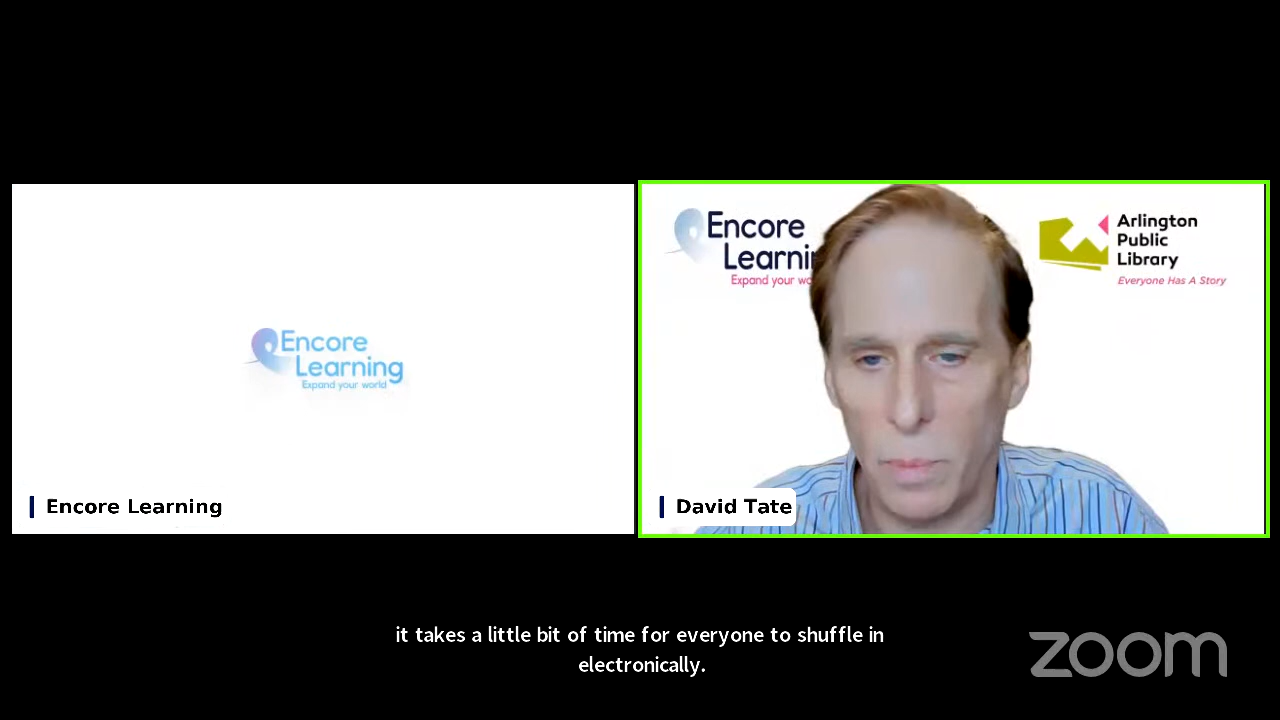 Encore
Learning
Expand your world
Encore Learning
Encore
Learni
Expand your wo
Arlington
Public
Library
Everyone Has A Story
David Tate
it takes a little bit of time for everyone to shuffle in
electronically.
zoom